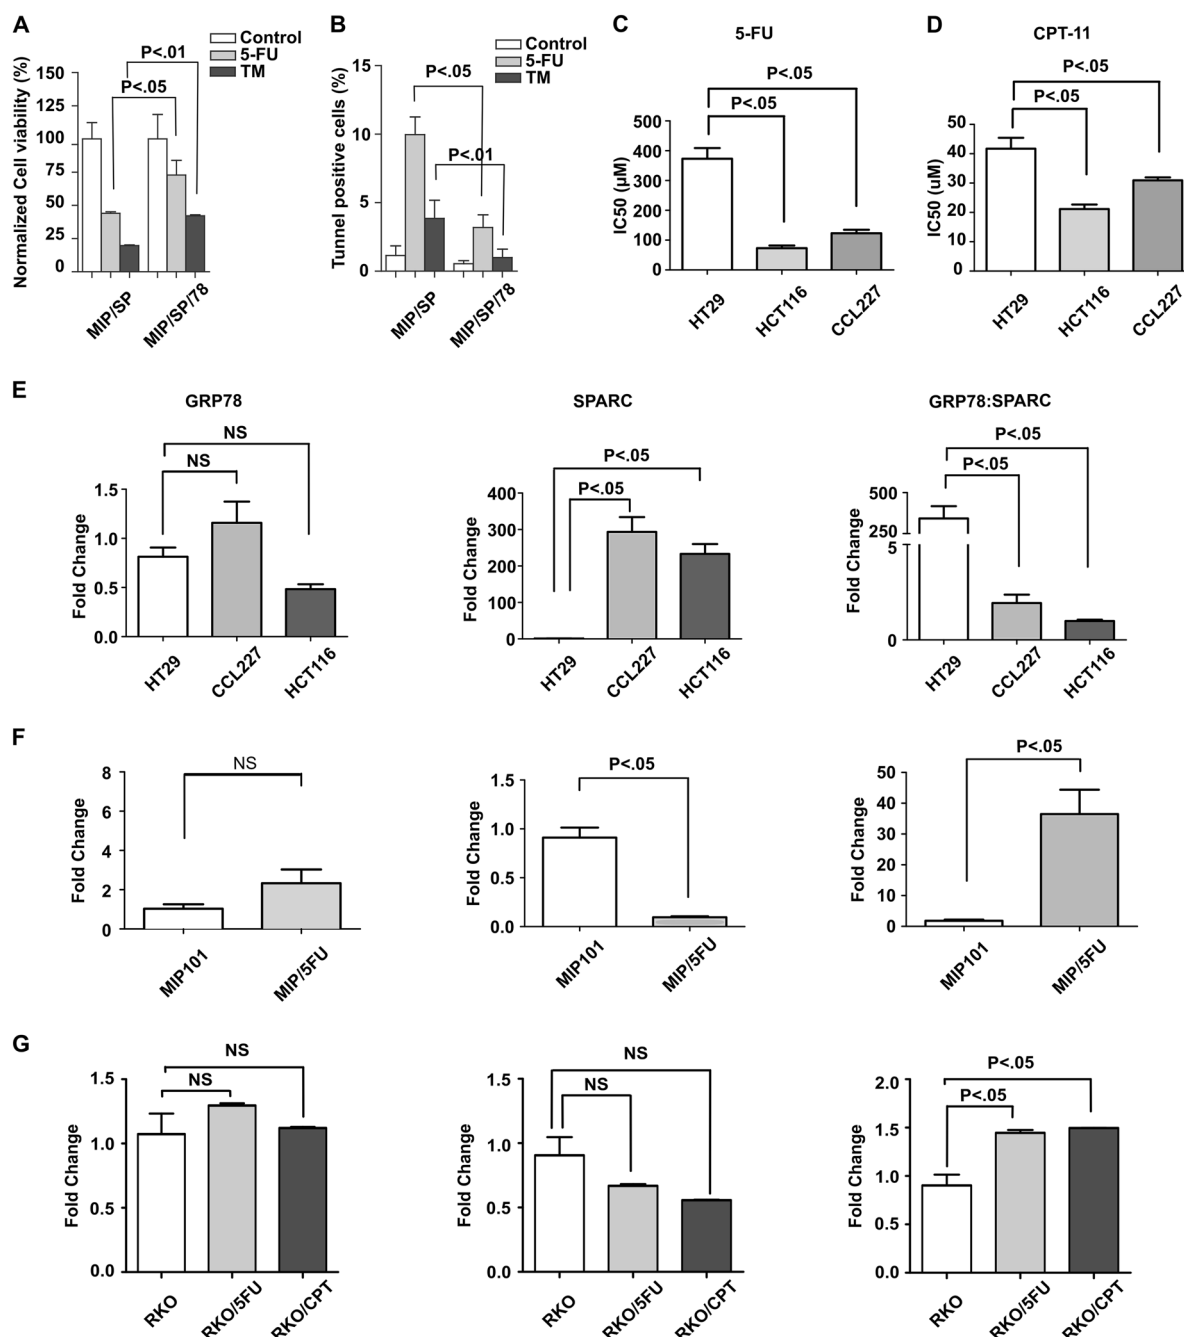 A
Control
5-FU
TM
P<.01
P<.05
Normalized Cell viability (%)
150
125
100
75
50
25
0
MIP/SP
MIP/SP/78
B
Control
5-FU
TM
P<.05
P<.01
Tunnel positive cells (%)
15
10
5
0
MIP/SP
MIP/SP/78
C
5-FU
P<.05
P<.05
IC50 (µM)
500
400
300
200
100
0
HT29
HCT116
CCL227
D
CPT-11
P<.05
P<.05
IC50 (uM)
50
40
30
20
10
0
HT29
HCT116
CCL227
E
GRP78
NS
NS
Fold Change
1.5
1.0
0.5
0.0
HT29
CCL227
HCT116
SPARC
P<.05
P<.05
Fold Change
400
300
200
100
0
HT29
CCL227
HCT116
GRP78:SPARC
P<.05
P<.05
Fold Change
500
250
5
0
HT29
CCL227
HCT116
F
NS
Fold Change
8
6
4
2
0
MIP101
MIP/5FU
P<.05
Fold Change
1.5
1.0
0.5
0.0
MIP101
MIP/5FU
P<.05
Fold Change
50
40
30
20
10
0
MIP101
MIP/5FU
G
NS
NS
Fold Change
1.5
1.0
0.5
0.0
RKO
RKO/5FU
RKO/CPT
NS
NS
Fold Change
1.5
1.0
0.5
0.0
RKO
RKO/5FU
RKO/CPT
P<.05
P<.05
Fold Change
2.0
1.5
1.0
0.5
0.0
RKO
RKO/5FU
RKO/CPT